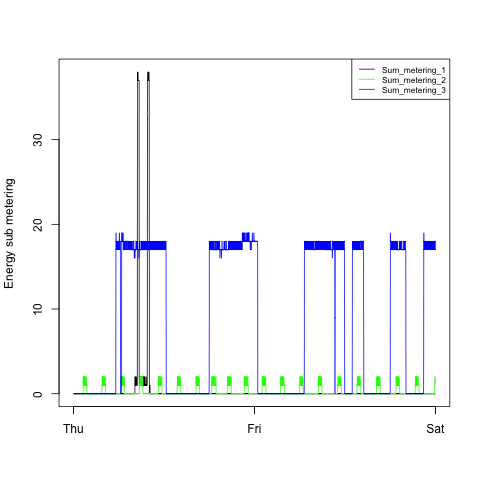 Sum_metering_1
Sum_metering_2
Sum_metering_3
Energy sub metering
30
20
10
0
Thu Fri Sat